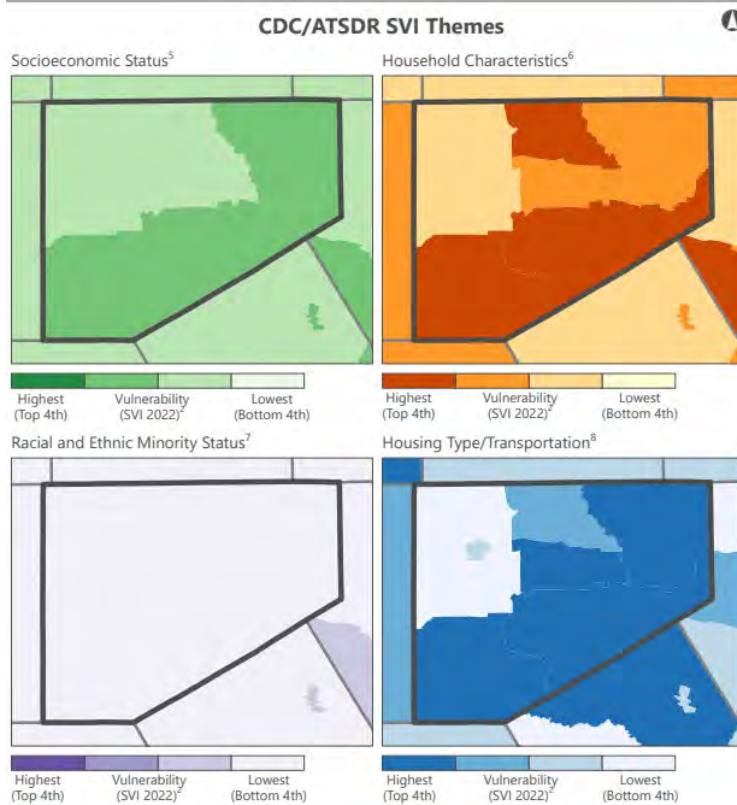 CDC/ATSDR SVI Themes
Socioeconomic Status⁵
Household Characteristics⁶
Highest
(Top 4th)
Vulnerability
(SVI 2022)²
Lowest
(Bottom 4th)
Highest
(Top 4th)
Vulnerability
(SVI 2022)²
Lowest
(Bottom 4th)
Racial and Ethnic Minority Status⁷
Housing Type/Transportation⁸
Highest
(Top 4th)
Vulnerability
(SVI 2022)²
Lowest
(Bottom 4th)
Highest
(Top 4th)
Vulnerability
(SVI 2022)²
Lowest
(Bottom 4th)